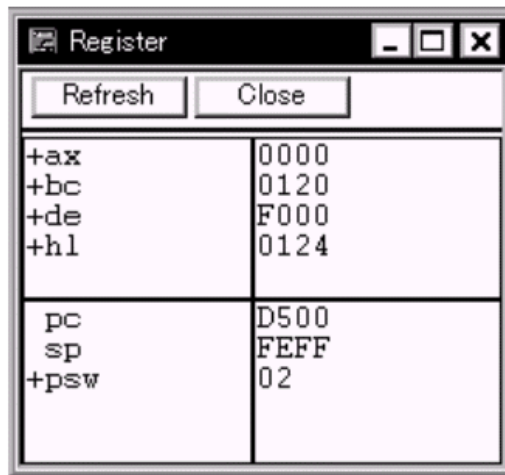 Register
Refresh Close
+ax 0000
+bc 0120
+de F000
+hl 0124
pc D500
sp FEFF
+psw 02